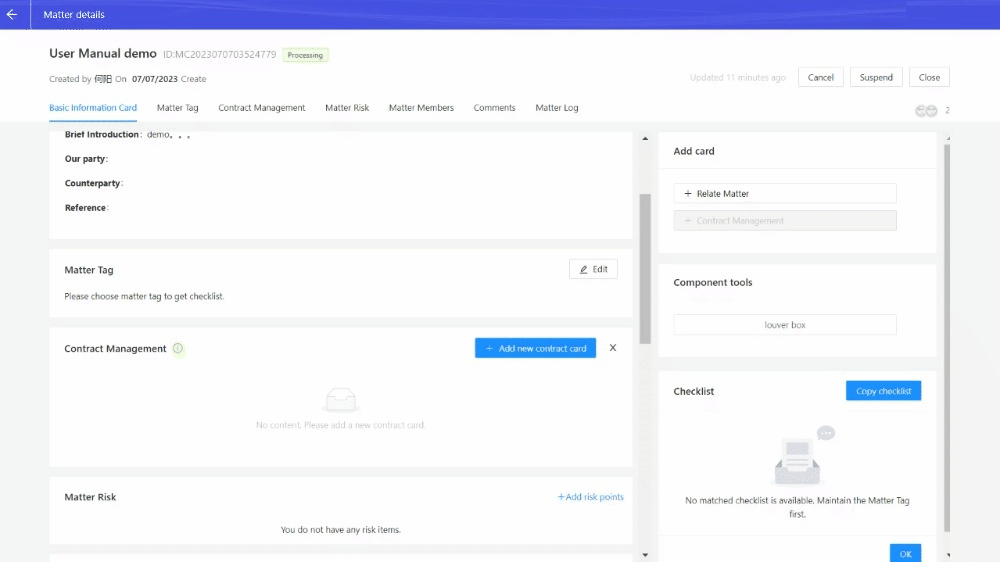 Matter details
User Manual demo ID:MC2023070703524779 Processing
Created by 何阳 On 07/07/2023 Create
Updated 11 minutes ago Cancel Suspend Close
Basic Information Card Matter Tag Contract Management Matter Risk Matter Members Comments Matter Log
2
Brief Introduction: demo。。。
Our party:
Counterparty:
Reference:
Matter Tag Edit
Please choose matter tag to get checklist.
Contract Management + Add new contract card X
No content. Please add a new contract card.
Matter Risk +Add risk points
You do not have any risk items.
Add card
+ Relate Matter
+ Contract Management
Component tools
louver box
Checklist Copy checklist
No matched checklist is available. Maintain the Matter Tag
first.
OK